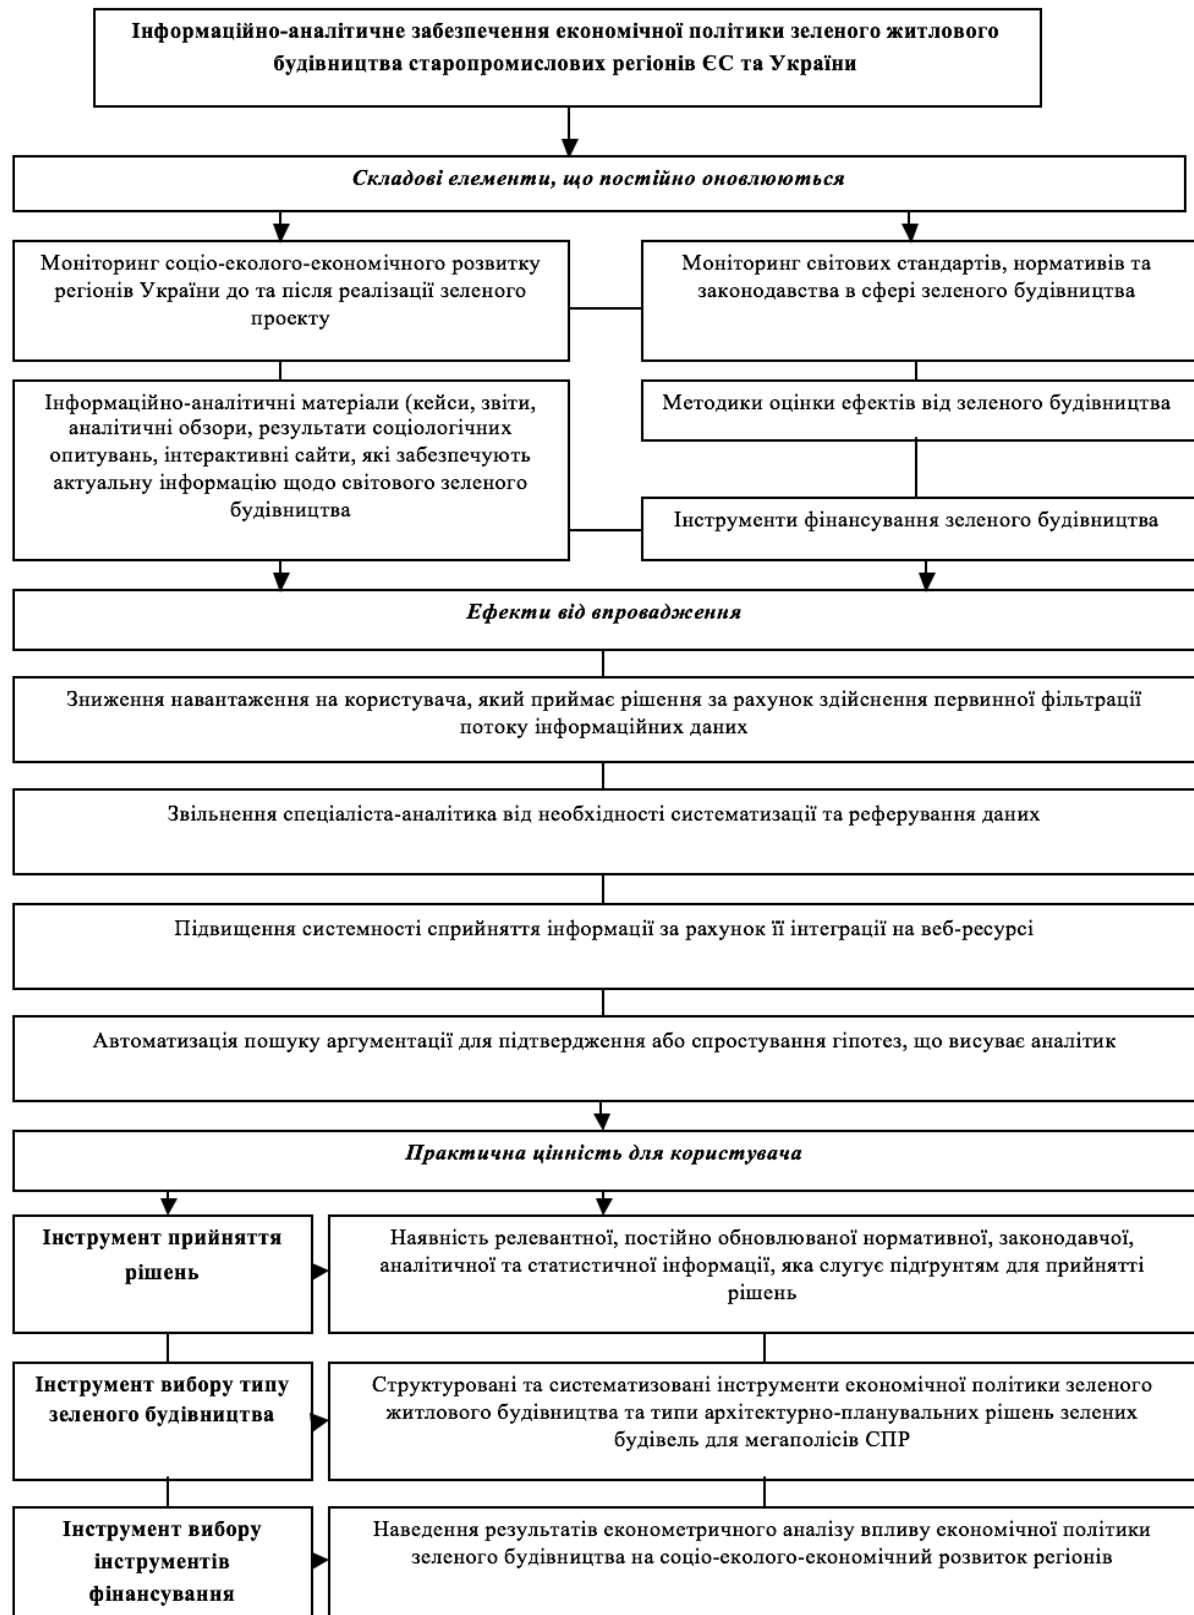 Інформаційно-аналітичне забезпечення економічної політики зеленого житлового
будівництва старопромислових регіонів ЄС та України
Складові елементи, що постійно оновлюються
Моніторинг соціо-еколого-економічного розвитку
регіонів України до та після реалізації зеленого
проекту
Моніторинг світових стандартів, нормативів та
законодавства в сфері зеленого будівництва
Інформаційно-аналітичні матеріали (кейси, звіти,
аналітичні обзори, результати соціологічних
опитувань, інтерактивні сайти, які забезпечують
актуальну інформацію щодо світового зеленого
будівництва
Методики оцінки ефектів від зеленого будівництва
Інструменти фінансування зеленого будівництва
Ефекти від впровадження
Зниження навантаження на користувача, який приймає рішення за рахунок здійснення первинної фільтрації
потоку інформаційних даних
Звільнення спеціаліста-аналітика від необхідності систематизації та реферування даних
Підвищення системності сприйняття інформації за рахунок її інтеграції на веб-ресурсі
Автоматизація пошуку аргументації для підтвердження або спростування гіпотез, що висуває аналітик
Практична цінність для користувача
Інструмент прийняття
рішень
Наявність релевантної, постійно обновлюваної нормативної, законодавчої,
аналітичної та статистичної інформації, яка слугує підґрунтям для прийнятті
рішень
Інструмент вибору типу
зеленого будівництва
Структуровані та систематизовані інструменти економічної політики зеленого
житлового будівництва та типи архітектурно-планувальних рішень зелених
будівель для мегаполісів СПР
Інструмент вибору
інструментів
фінансування
Наведення результатів економетричного аналізу впливу економічної політики
зеленого будівництва на соціо-еколого-економічний розвиток регіонів